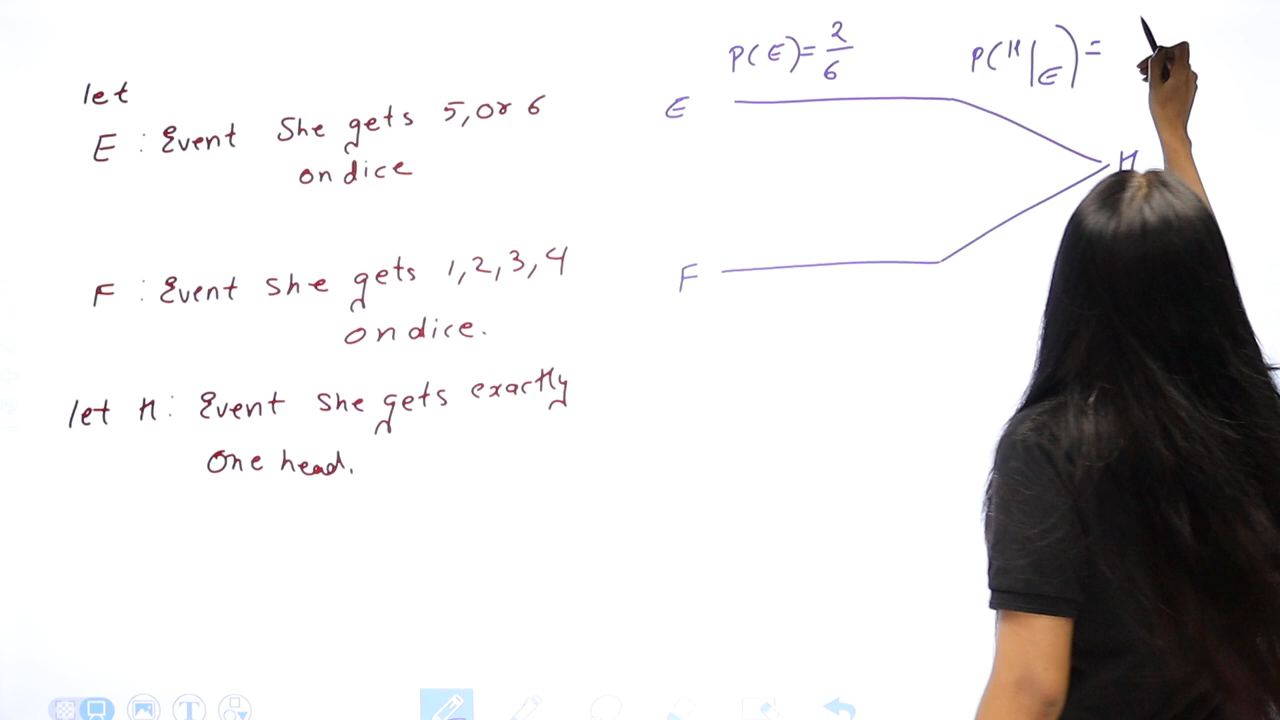 let
E : Event She gets 5, or 6
on dice
F : Event she gets 1, 2, 3, 4
on dice.
let H: Event she gets exactly
One head.
P(E) = 2/6
P(H/E) =
E
H
F
T